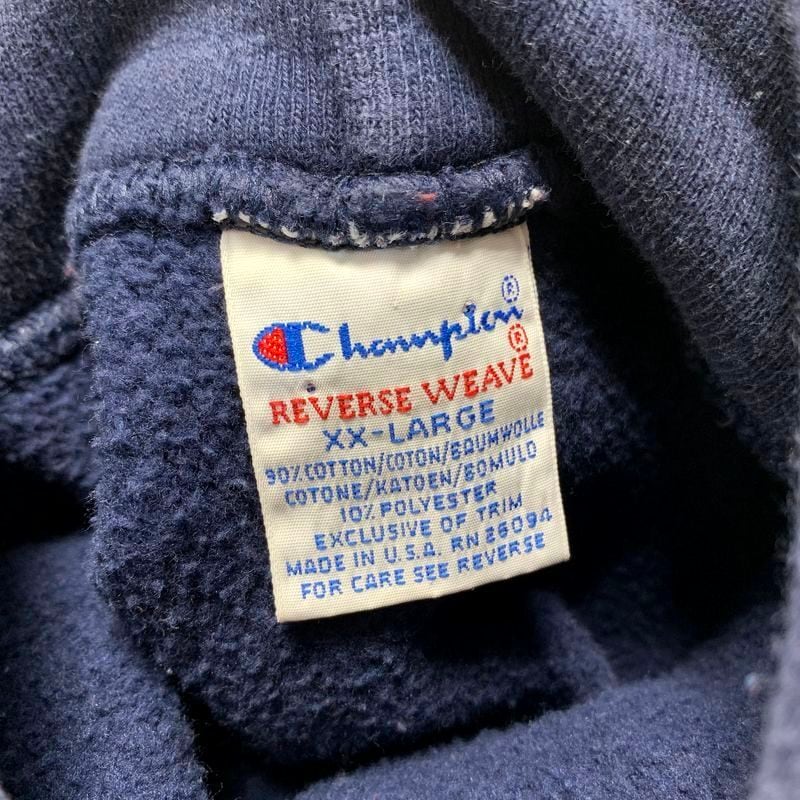 Champion®
REVERSE WEAVE®
XX-LARGE
90% COTTON/COTON/BAUMWOLLE
COTONE/KATOEN/BOMULD
10% POLYESTER
EXCLUSIVE OF TRIM
MADE IN U.S.A. RN 26094
FOR CARE SEE REVERSE